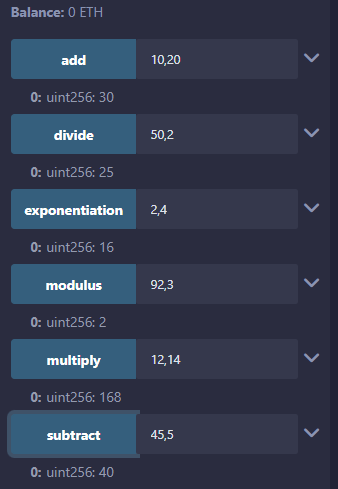 Balance: 0 ETH
add 10,20
0: uint256: 30
divide 50,2
0: uint256: 25
exponentiation 2,4
0: uint256: 16
modulus 92,3
0: uint256: 2
multiply 12,14
0: uint256: 168
subtract 45,5
0: uint256: 40